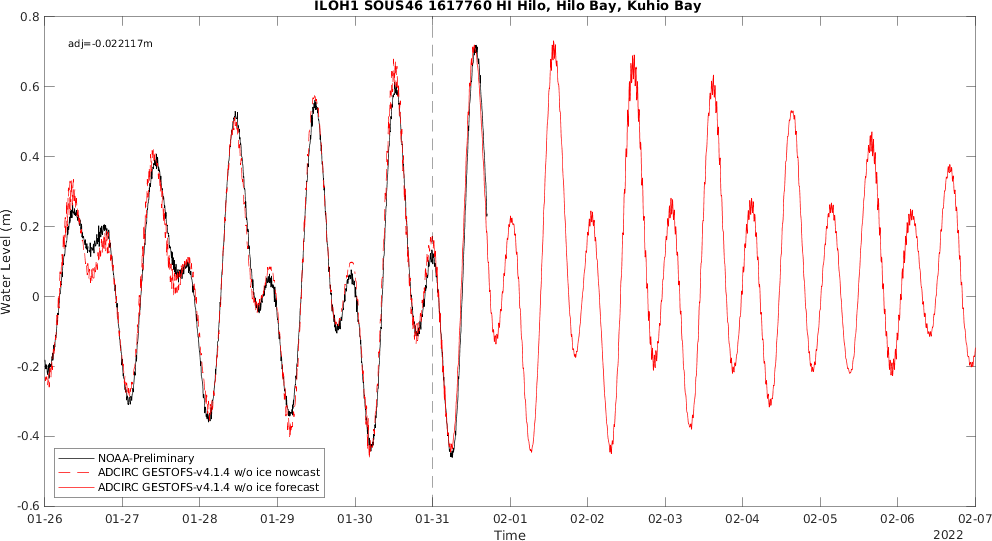 ILOH1 SOUS46 1617760 HI Hilo, Hilo Bay, Kuhio Bay
adj=-0.022117m
0.8
0.6
0.4
0.2
0
-0.2
-0.4
-0.6
Water Level (m)
NOAA-Preliminary
ADCIRC GESTOFS-v4.1.4 w/o ice nowcast
ADCIRC GESTOFS-v4.1.4 w/o ice forecast
01-26 01-27 01-28 01-29 01-30 01-31 02-01 02-02 02-03 02-04 02-05 02-06 02-07
Time
2022